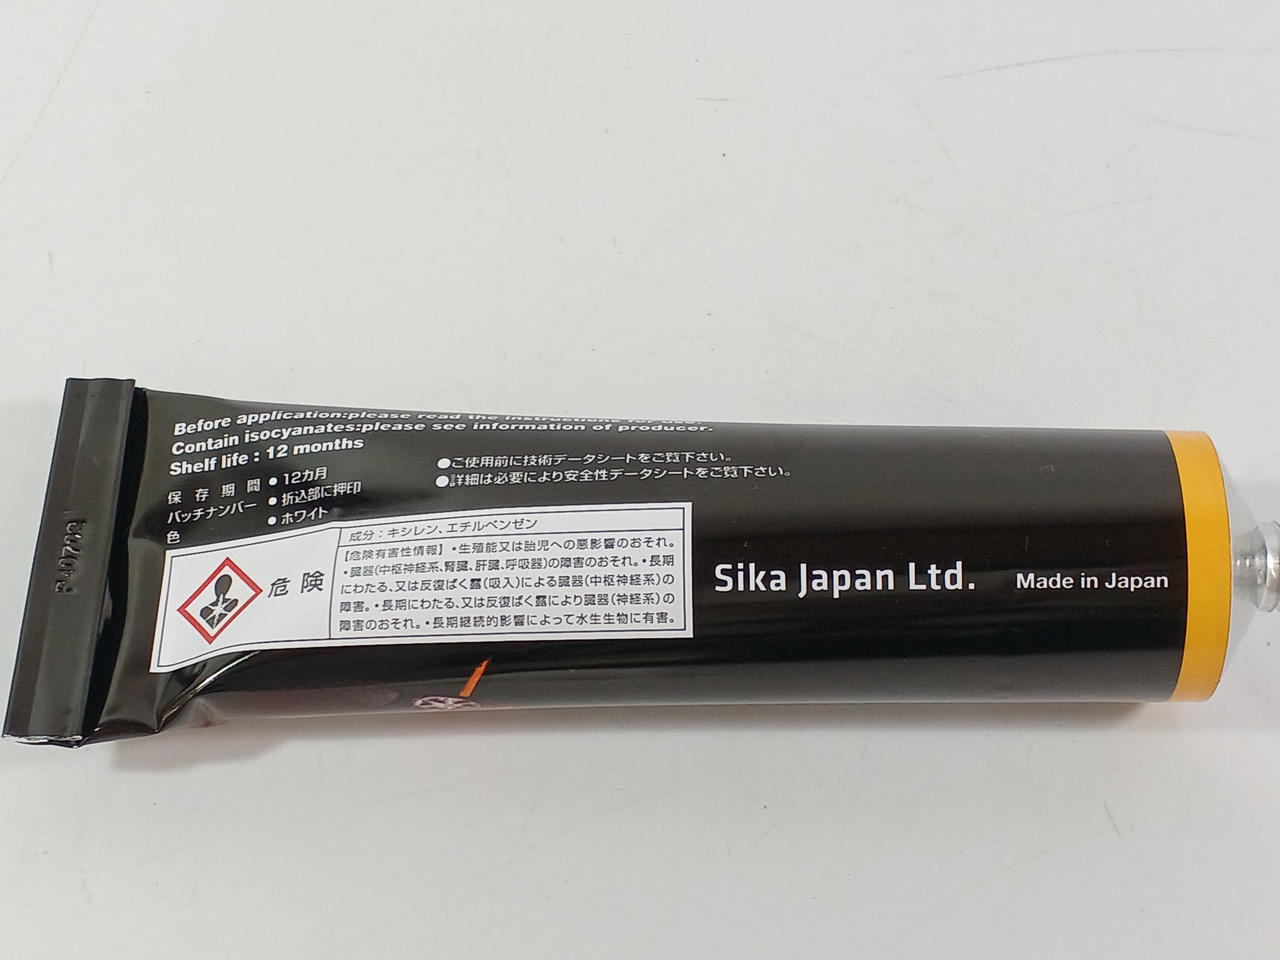 Before application:please read the instructions for use.
Contain isocyanates:please see information of producer.
Shelf life : 12 months
保存期間 ●12カ月
バッチナンバー ●折込部に押印
色 ●ホワイト
●ご使用前に技術データシートをご覧下さい。
●詳細は必要により安全性データシートをご覧下さい。
危険
成分：キシレン、エチルベンゼン
【危険有害性情報】・生殖能又は胎児への悪影響のおそれ。
・臓器(中枢神経系、腎臓、肝臓、呼吸器)の障害のおそれ。・長期
にわたる、又は反復ばく露(吸入)による臓器(中枢神経系)の
障害。・長期にわたる、又は反復ばく露により臓器(神経系)の
障害のおそれ。・長期継続的影響によって水生生物に有害。
Sika Japan Ltd.
Made in Japan